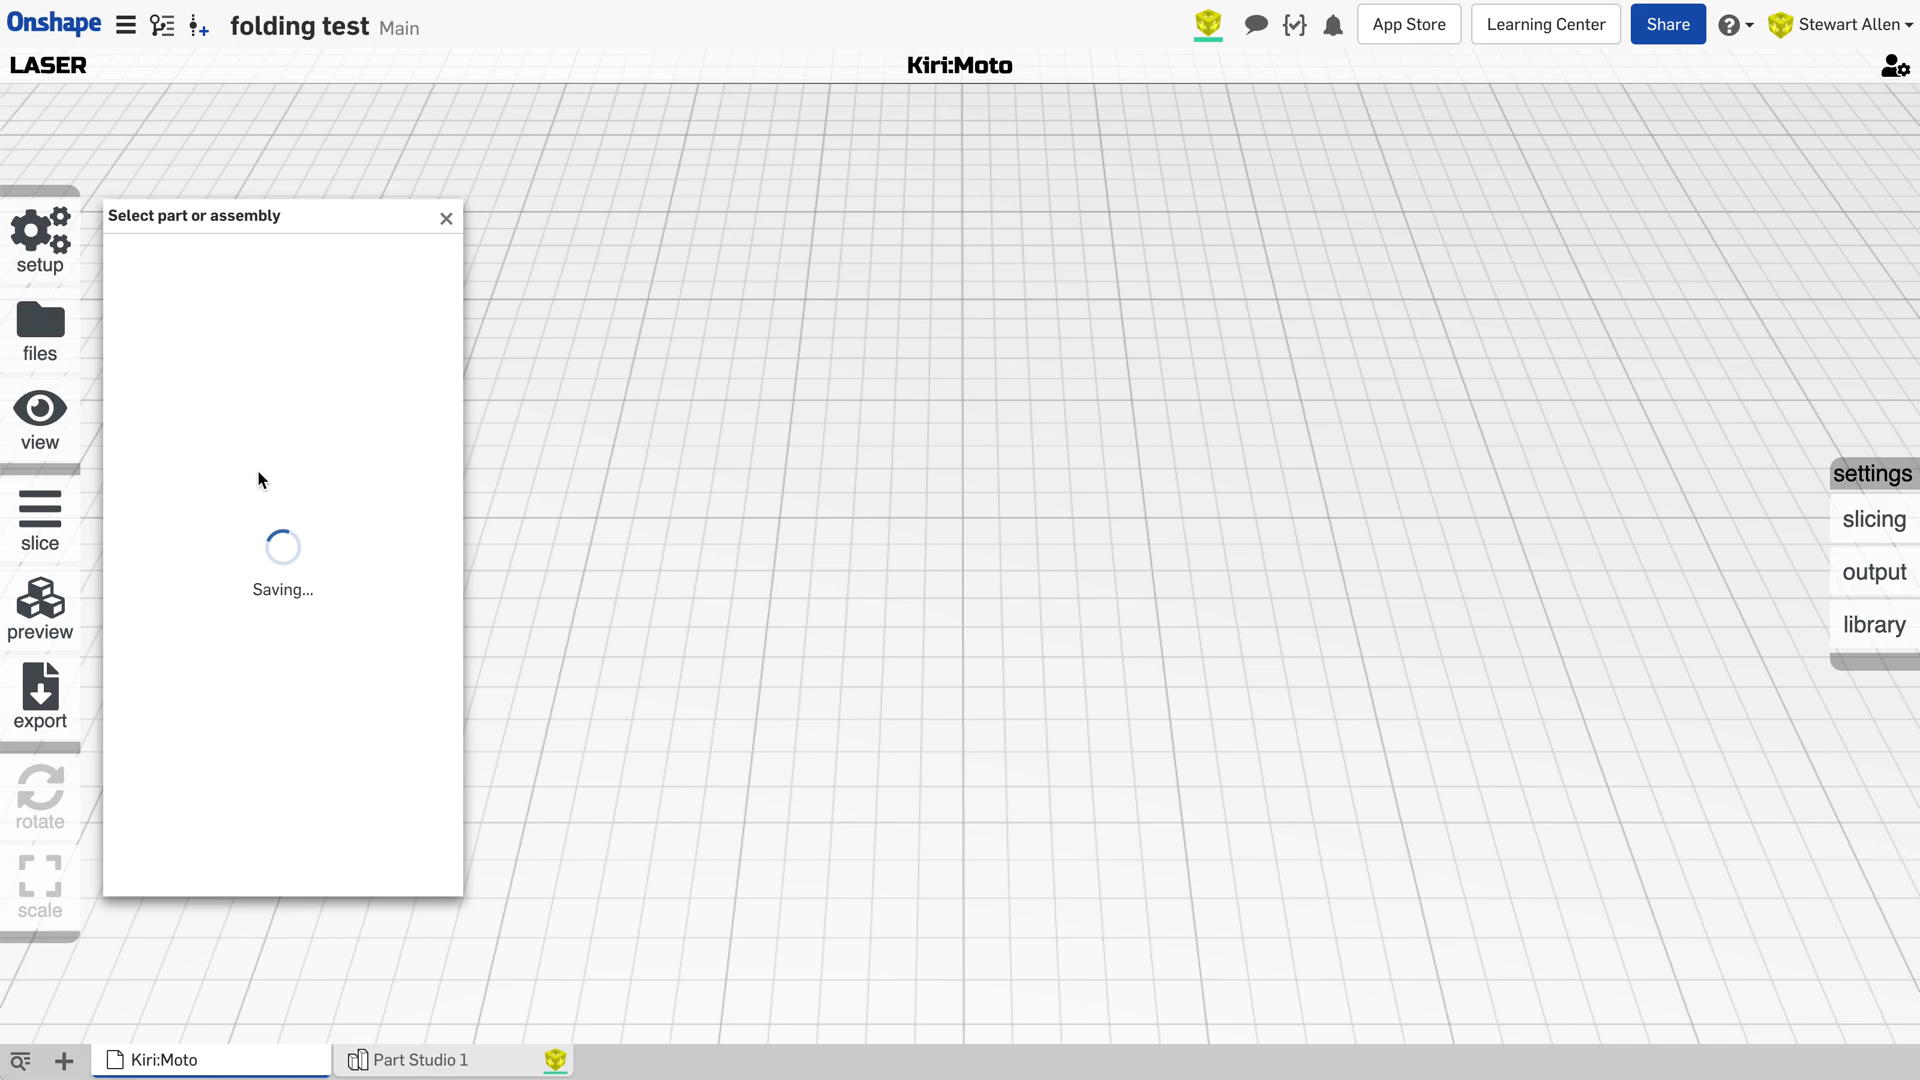 Onshape folding test Main App Store Learning Center Share Stewart Allen
LASER Kiri:Moto
Select part or assembly
setup
files
view
slice
preview
export
rotate
scale
Saving...
settings
slicing
output
library
Kiri:Moto Part Studio 1